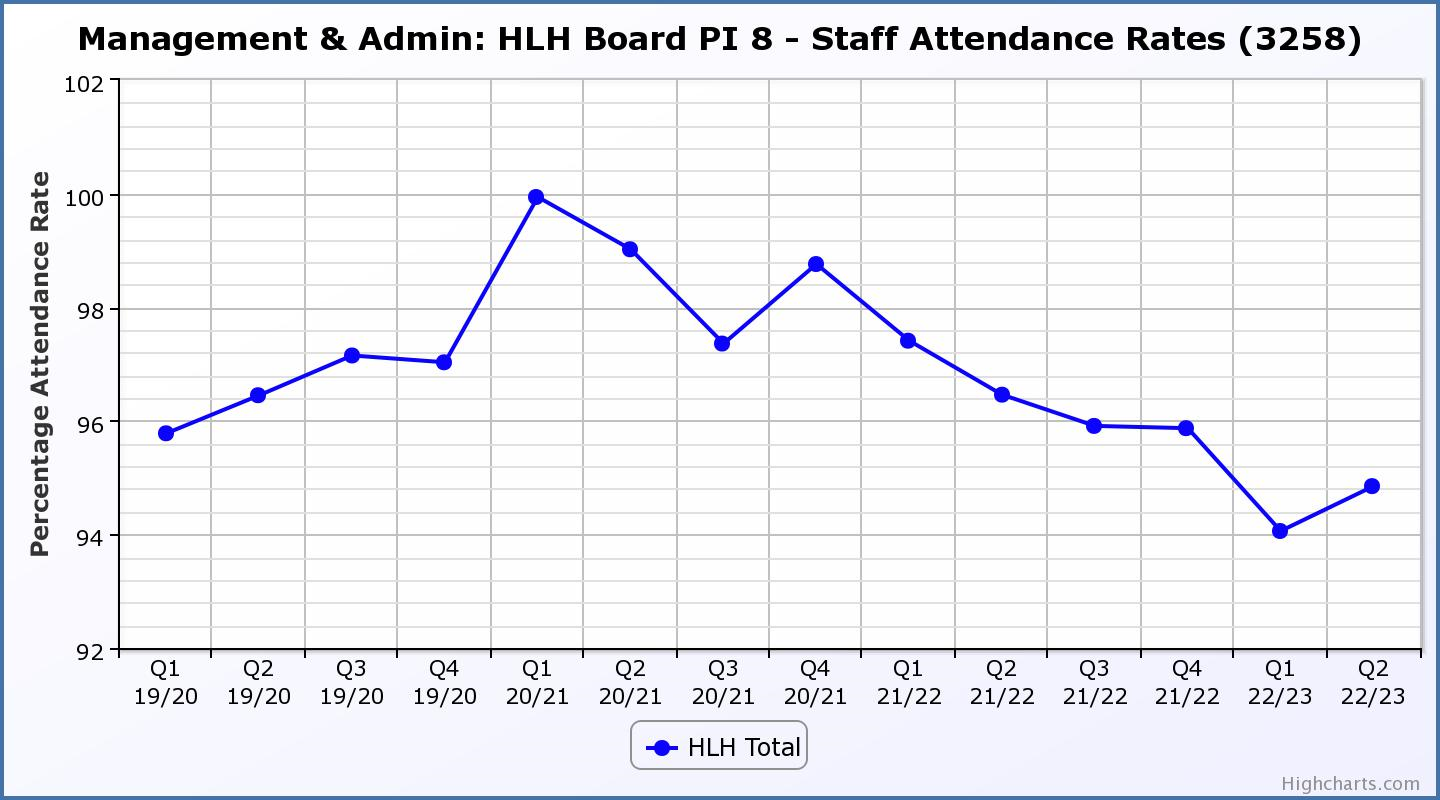 Management & Admin: HLH Board PI 8 - Staff Attendance Rates (3258)
Percentage Attendance Rate
102
100
98
96
94
92
Q1 Q2 Q3 Q4 Q1 Q2 Q3 Q4 Q1 Q2 Q3 Q4 Q1 Q2
19/20 19/20 19/20 19/20 20/21 20/21 20/21 20/21 21/22 21/22 21/22 21/22 22/23 22/23
HLH Total
Highcharts.com